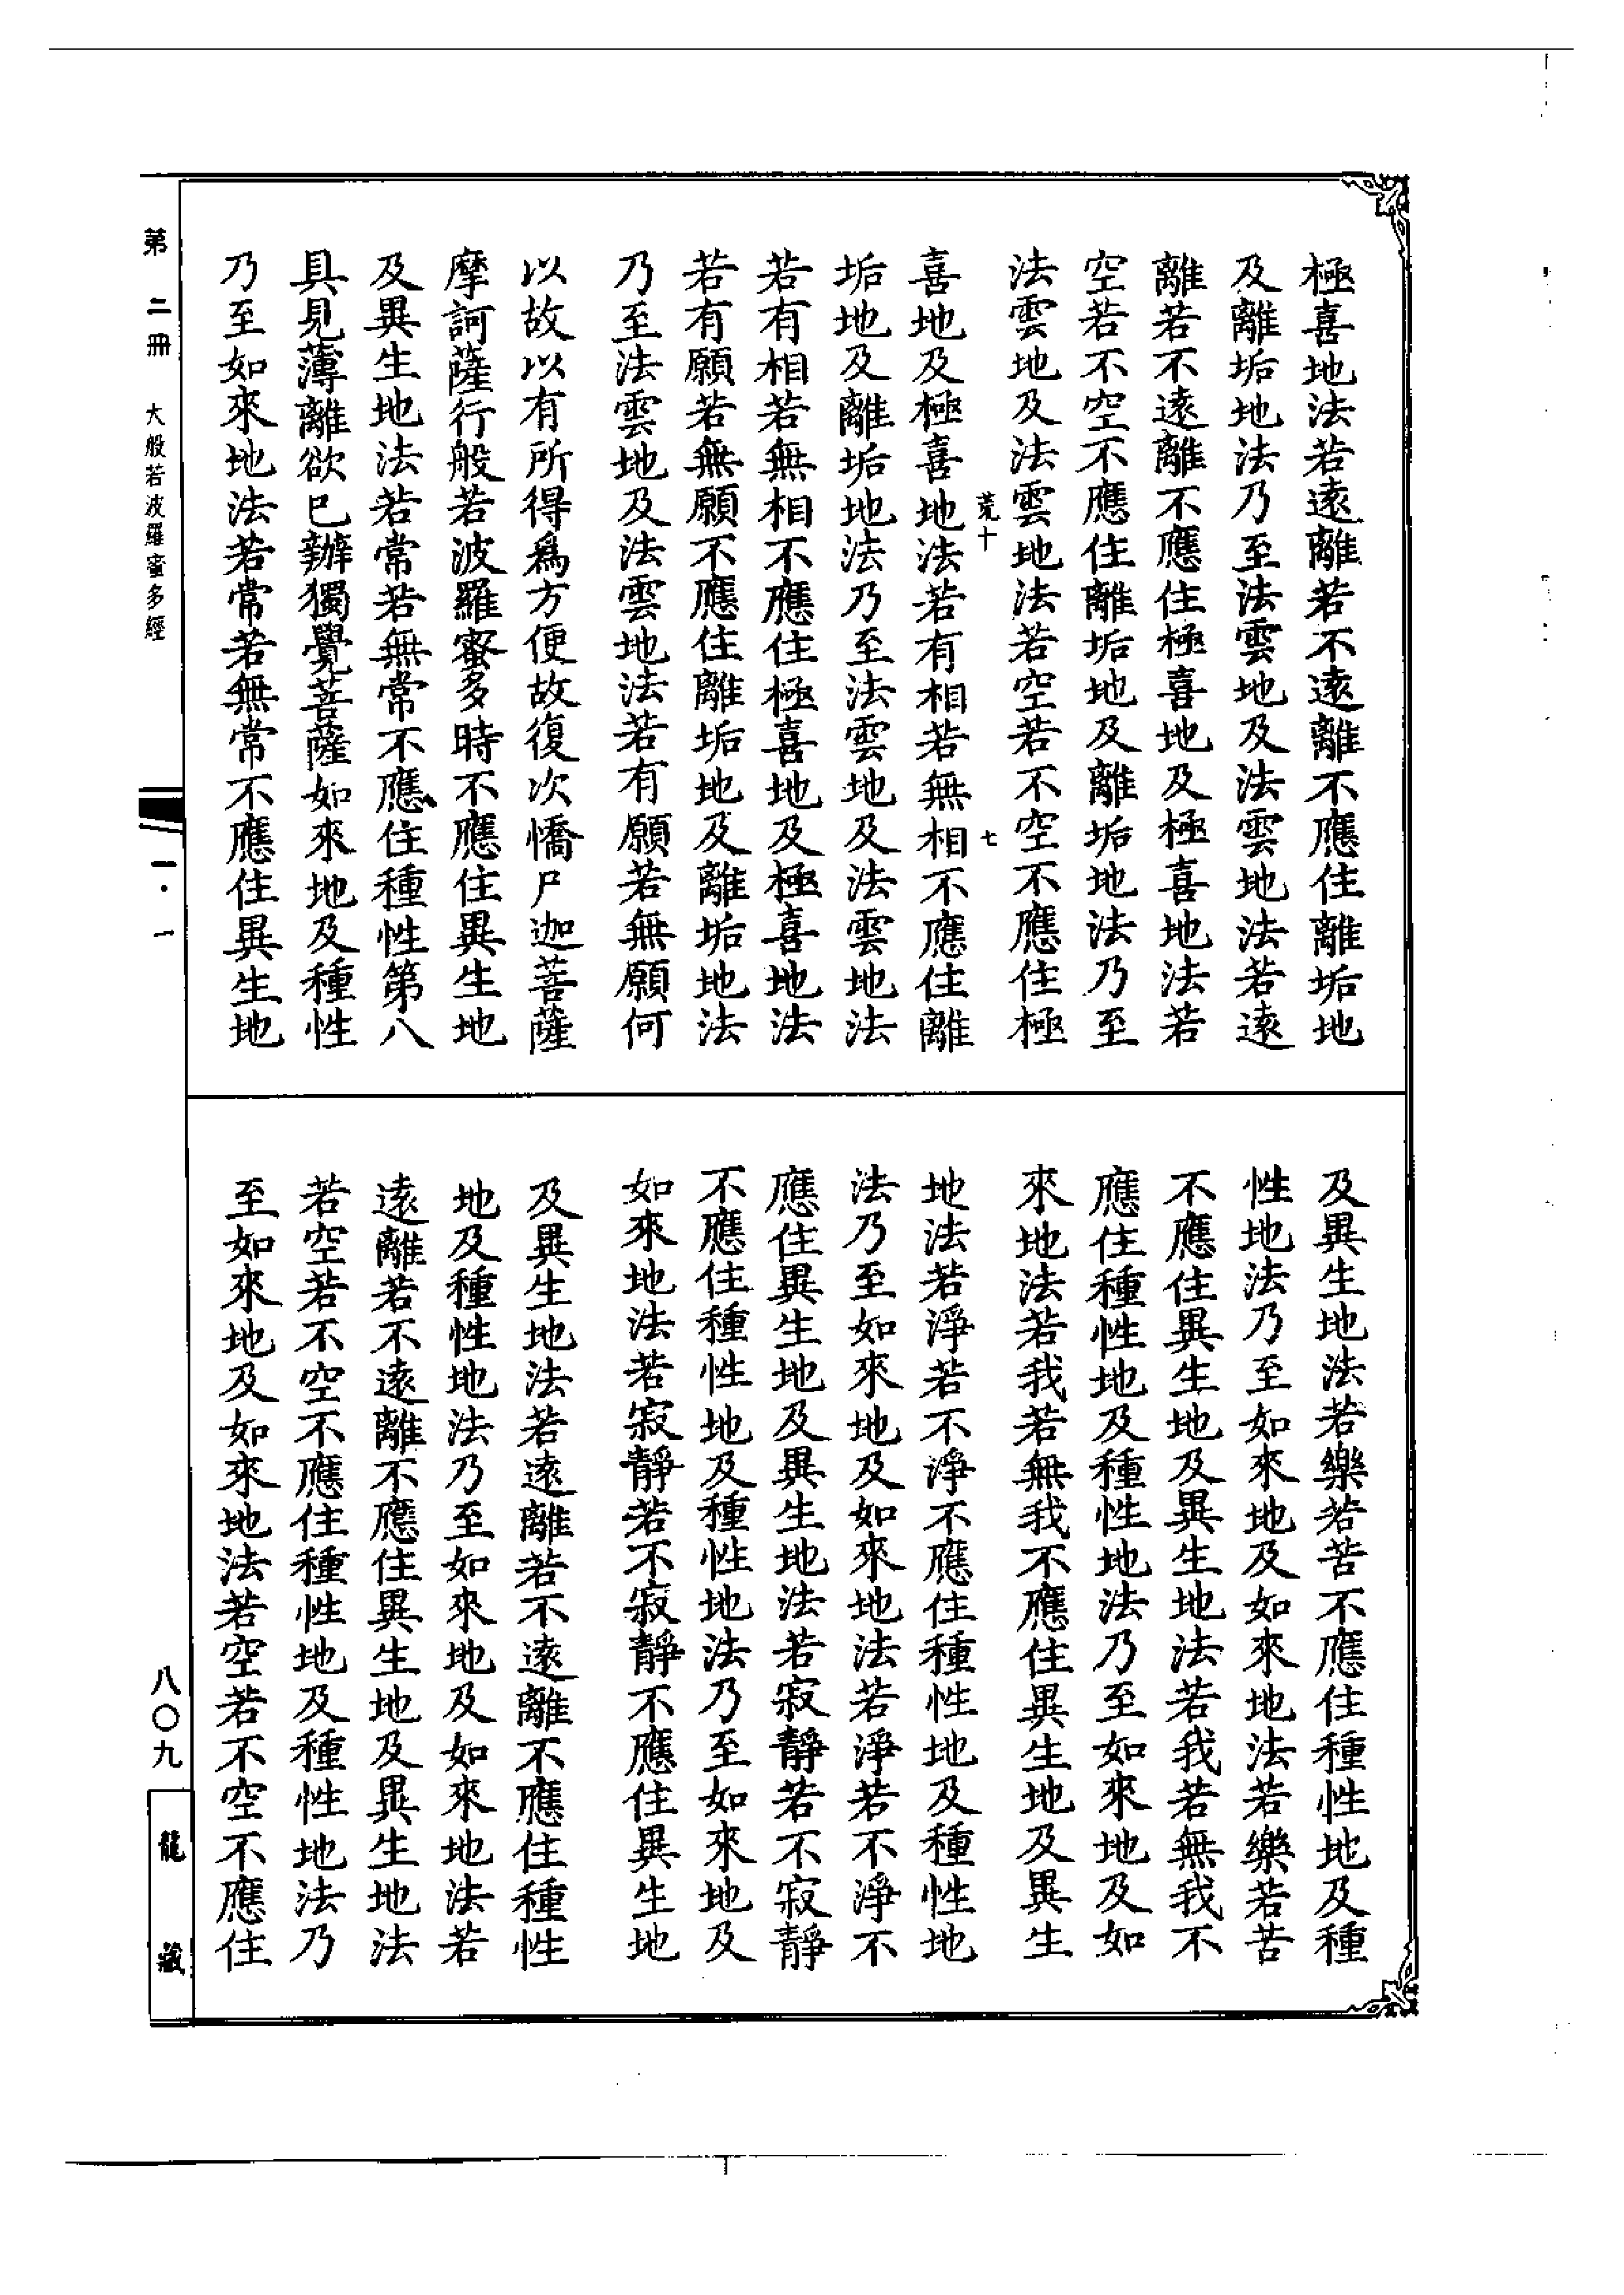 極喜地法若遠離若不遠離不應住離垢地
及離垢地法乃至法雲地及法雲地法若遠
離若不遠離不應住極喜地及極喜地法若
空若不空不應住離垢地及離垢地法乃至
法雲地及法雲地法若空若不空不應住極
荒十 七
喜地及極喜地法若有相若無相不應住離
垢地及離垢地法乃至法雲地及法雲地法
若有相若無相不應住極喜地及極喜地法
若有願若無願不應住離垢地及離垢地法
乃至法雲地及法雲地法若有願若無願何
以故以有所得爲方便故復次憍尸迦菩薩
摩訶薩行般若波羅蜜多時不應住異生地
及異生地法若常若無常不應住種性第八
具見薄離欲已辦獨覺菩薩如來地及種性
乃至如來地法若常若無常不應住異生地
及異生地法若樂若苦不應住種性地及種
性地法乃至如來地及如來地法若樂若苦
不應住異生地及異生地法若我若無我不
應住種性地及種性地法乃至如來地及如
來地法若我若無我不應住異生地及異生
地法若淨若不淨不應住種性地及種性地
法乃至如來地及如來地法若淨若不淨不
應住異生地及異生地法若寂靜若不寂靜
不應住種性地及種性地法乃至如來地及
如來地法若寂靜若不寂靜不應住異生地
及異生地法若遠離若不遠離不應住種性
地及種性地法乃至如來地及如來地法若
遠離若不遠離不應住異生地及異生地法
若空若不空不應住種性地及種性地法乃
至如來地及如來地法若空若不空不應住
第二冊 大般若波羅蜜多經 一·一
八〇九
龍藏